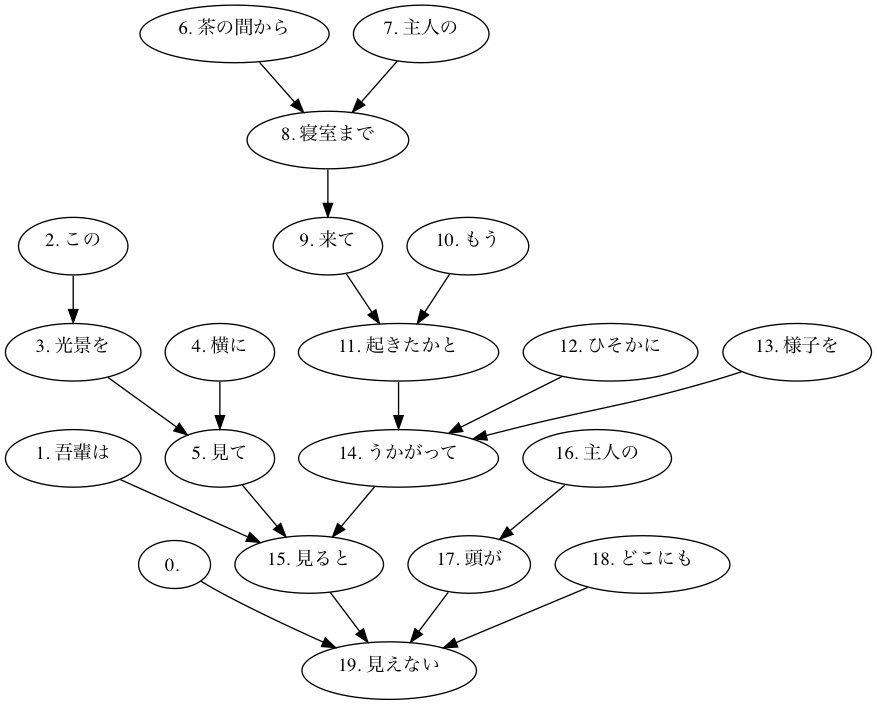 6. 茶の間から
7. 主人の
8. 寝室まで
2. この
9. 来て
10. もう
3. 光景を
4. 横に
11. 起きたかと
12. ひそかに
13. 様子を
1. 吾輩は
5. 見て
14. うかがって
16. 主人の
0.
15. 見ると
17. 頭が
18. どこにも
19. 見えない